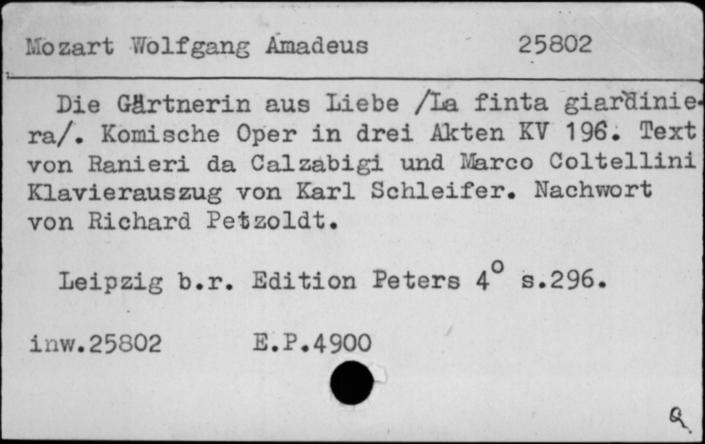 Mozart Wolfgang Amadeus 25802
Die Gärtnerin aus Liebe /La finta giardinie-
ra/. Komische Oper in drei Akten KV 196. Text
von Ranieri da Calzabigi und Marco Coltellini
Klavierauszug von Karl Schleifer. Nachwort
von Richard Petzoldt.
Leipzig b.r. Edition Peters 4° s.296.
inw.25802 E.P.4900